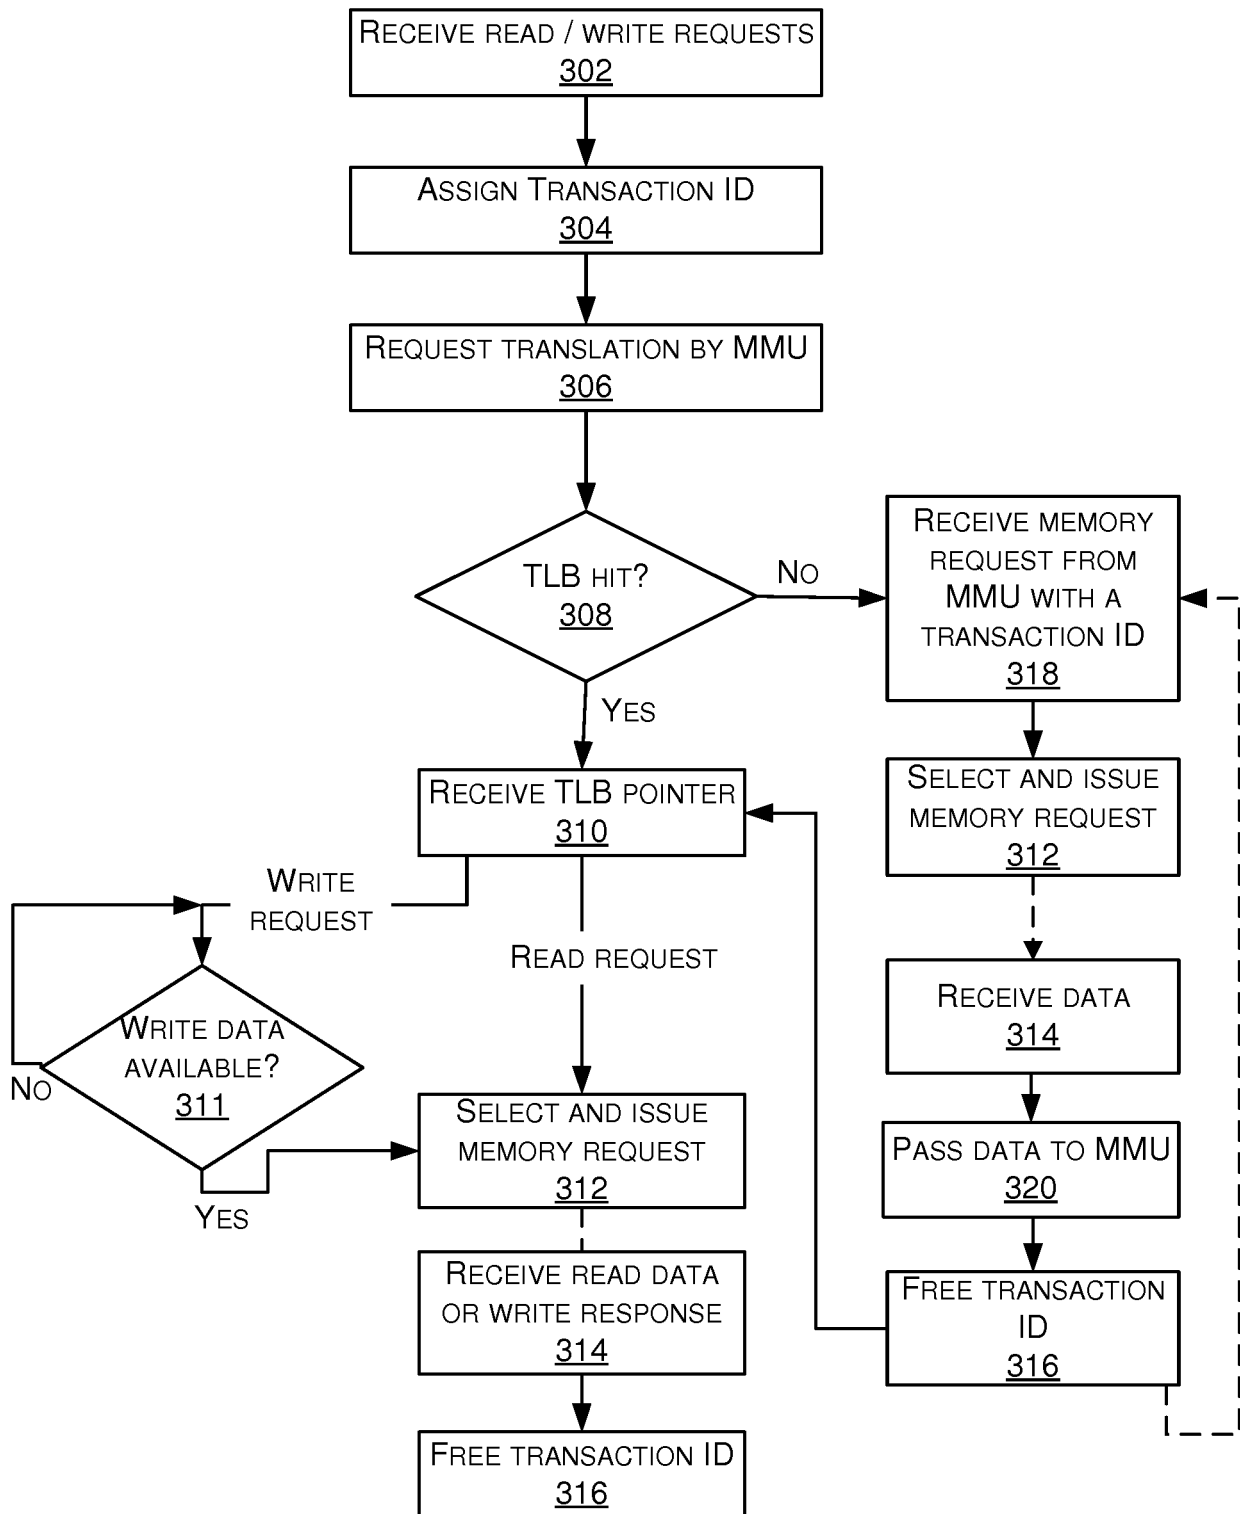 RECEIVE READ / WRITE REQUESTS
302
ASSIGN TRANSACTION ID
304
REQUEST TRANSLATION BY MMU
306
TLB HIT?
308
NO
YES
RECEIVE MEMORY
REQUEST FROM
MMU WITH A
TRANSACTION ID
318
RECEIVE TLB POINTER
310
SELECT AND ISSUE
MEMORY REQUEST
312
WRITE
REQUEST
READ REQUEST
RECEIVE DATA
314
WRITE DATA
AVAILABLE?
311
NO
YES
SELECT AND ISSUE
MEMORY REQUEST
312
PASS DATA TO MMU
320
RECEIVE READ DATA
OR WRITE RESPONSE
314
FREE TRANSACTION
ID
316
FREE TRANSACTION ID
316